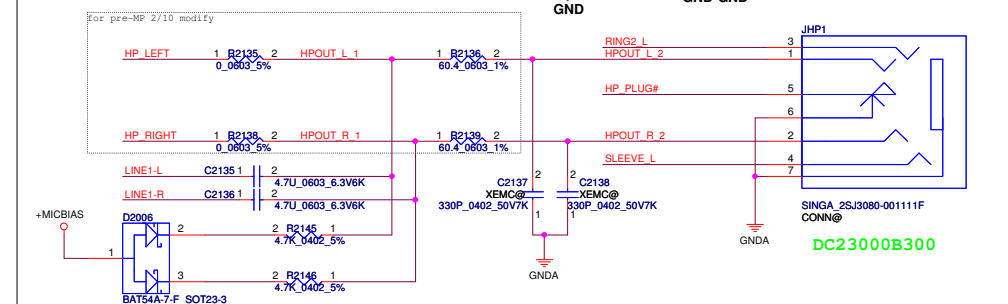 GND
GND GND
for pre-MP 2/10 modify
JHP1
HP_LEFT 1 R2135 2 HPOUT_L_1 1 R2136 2
0_0603_5% 60.4_0603_1%
RING2_L 3
HPOUT_L_2 1
HP_PLUG# 5
6
HP_RIGHT 1 R2138 2 HPOUT_R_1 1 R2139 2 HPOUT_R_2 2
0_0603_5% 60.4_0603_1%
SLEEVE_L 4
7
LINE1-L C2135 1 2
4.7U_0603_6.3V6K
LINE1-R C2136 1 2
4.7U_0603_6.3V6K
2 2
C2137 C2138
XEMC@ XEMC@
330P_0402_50V7K 330P_0402_50V7K
1 1
GNDA
GNDA
SINGA_2SJ3080-001111F
CONN@
DC23000B300
+MICBIAS
D2006
1
2 2 R2145 1
4.7K_0402_5%
3 2 R2146 1
4.7K_0402_5%
BAT54A-7-F SOT23-3